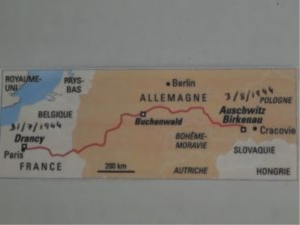 ROYAUME-
UNI
PAYS-
BAS
Berlin
3/8/1944
ALLEMAGNE
Auschwitz
Birkenau
POLOGNE
BELGIQUE
31/7/1944
Drancy
Paris
Buchenwald
Cracovie
BOHÊME-
MORAVIE
SLOVAQUIE
FRANCE
200 km
AUTRICHE
HONGRIE